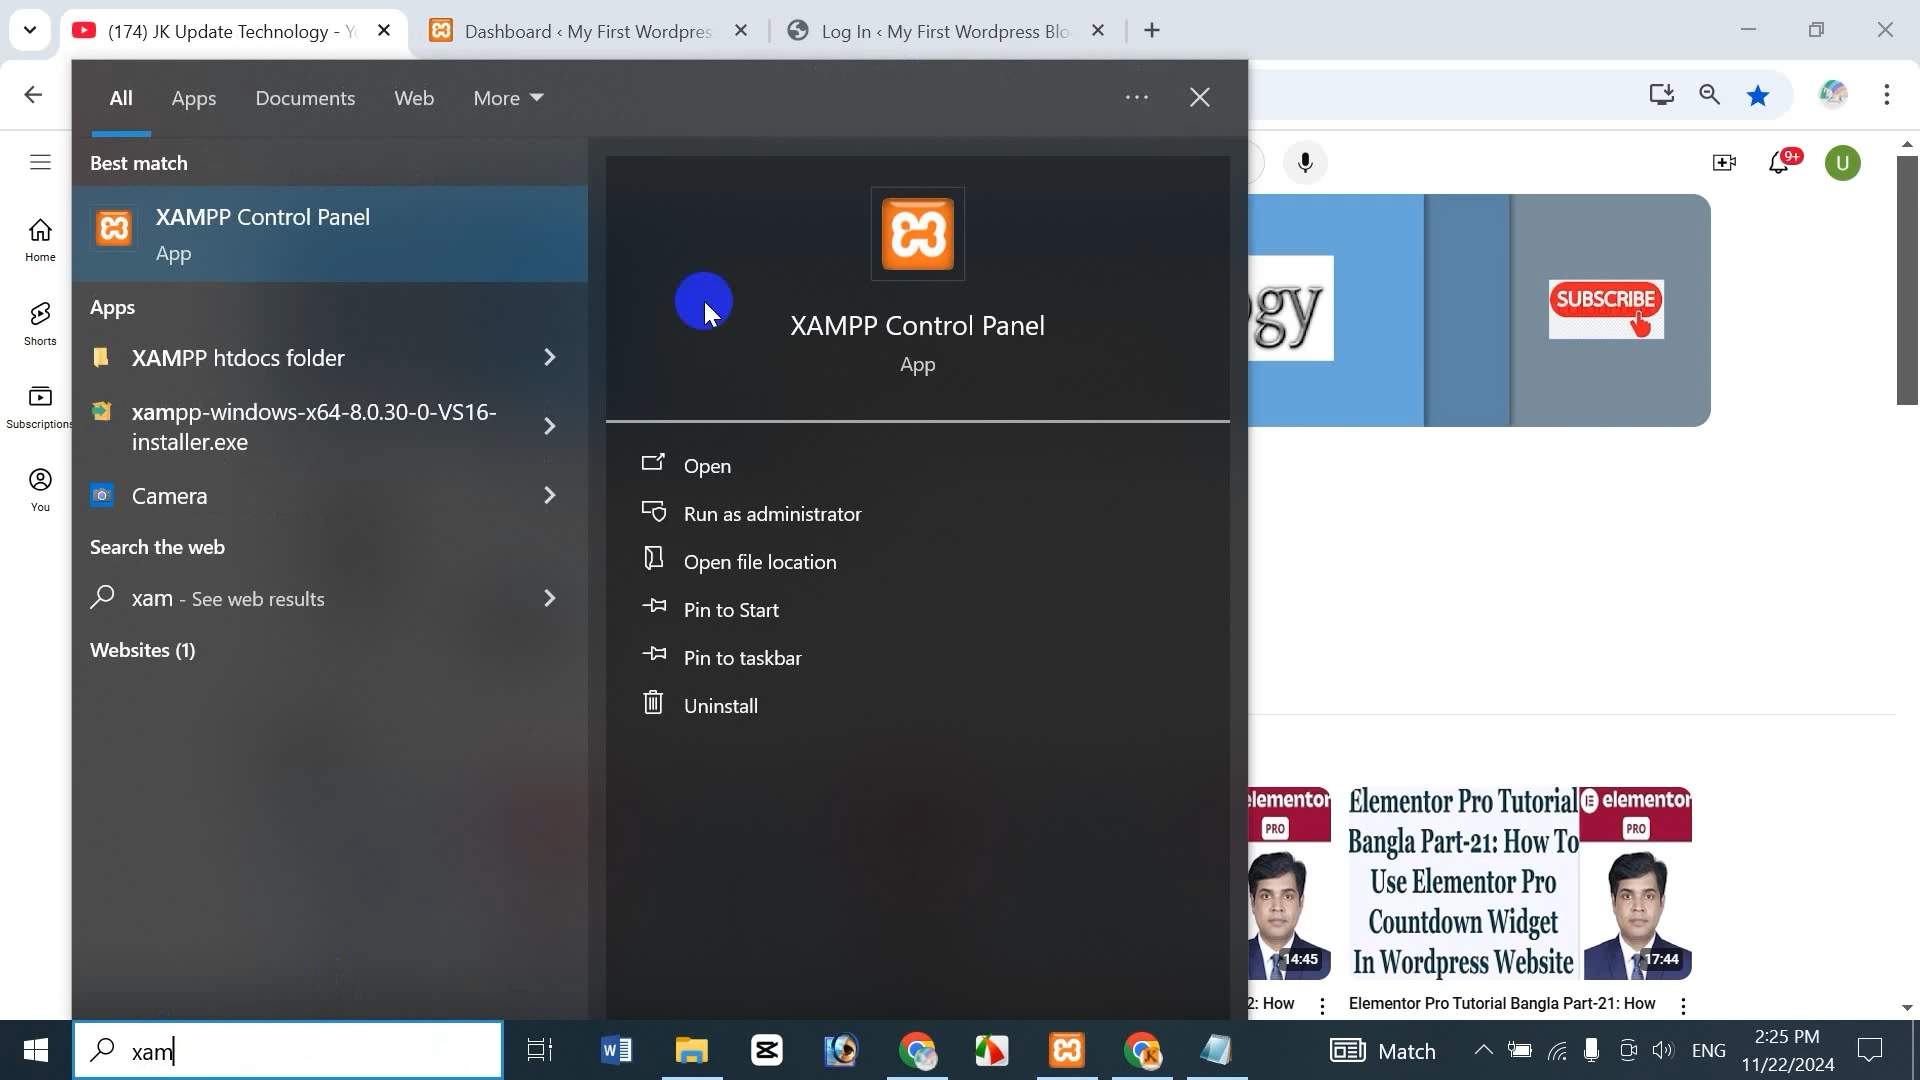 (174) JK Update Technology - Y
Dashboard ‹ My First Wordpres
Log In ‹ My First Wordpress Blo
All
Apps
Documents
Web
More
Best match
XAMPP Control Panel
App
Apps
XAMPP htdocs folder
xampp-windows-x64-8.0.30-0-VS16-
installer.exe
Camera
Search the web
xam - See web results
Websites (1)
XAMPP Control Panel
App
Open
Run as administrator
Open file location
Pin to Start
Pin to taskbar
Uninstall
Home
Shorts
Subscriptions
You
9+
U
gy
SUBSCRIBE
elementor
PRO
14:45
2: How
Elementor Pro Tutorial
Bangla Part-21: How To
Use Elementor Pro
Countdown Widget
In Wordpress Website
elementor
PRO
17:44
Elementor Pro Tutorial Bangla Part-21: How
xam
Match
ENG
2:25 PM
11/22/2024